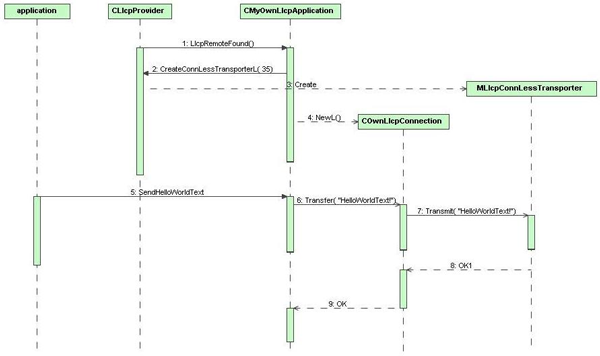 application
CLlcpProvider
CMyOwnLlcpApplication
1: LlcpRemoteFound()
2: CreateConnLessTransporterL( 35)
3: Create
MLlcpConnLessTransporter
4: NewL()
COwnLlcpConnection
5: SendHelloWorldText
6: Transfer( "HelloWorldText!")
7: Transmit( "HelloWorldText!")
8: OK1
9: OK